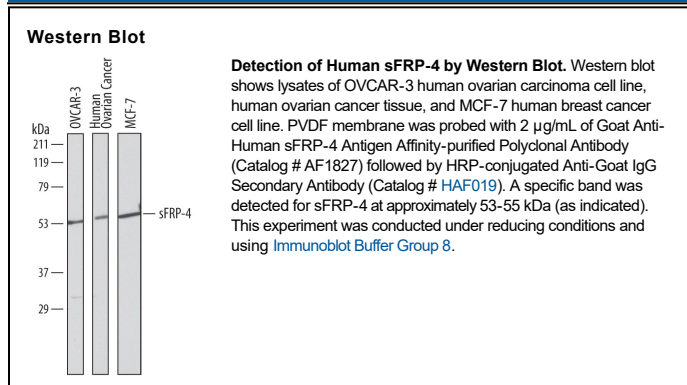 Western Blot
OVCAR-3
Human
Ovarian Cancer
MCF-7
kDa
211
119
79
53
37
29
sFRP-4
Detection of Human sFRP-4 by Western Blot. Western blot
shows lysates of OVCAR-3 human ovarian carcinoma cell line,
human ovarian cancer tissue, and MCF-7 human breast cancer
cell line. PVDF membrane was probed with 2 µg/mL of Goat Anti-
Human sFRP-4 Antigen Affinity-purified Polyclonal Antibody
(Catalog # AF1827) followed by HRP-conjugated Anti-Goat IgG
Secondary Antibody (Catalog # HAF019). A specific band was
detected for sFRP-4 at approximately 53-55 kDa (as indicated).
This experiment was conducted under reducing conditions and
using Immunoblot Buffer Group 8.